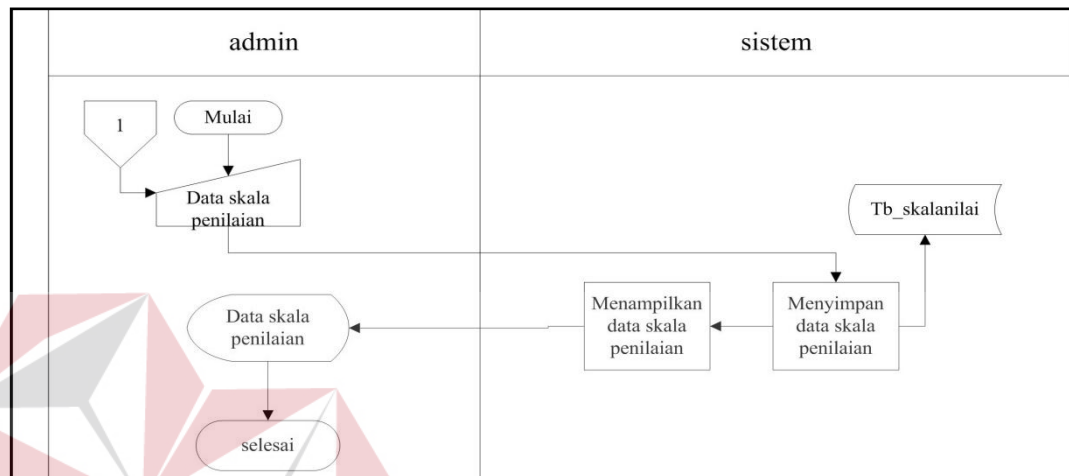 admin
sistem
1
Mulai
Data skala
penilaian
Tb_skalanilai
Menampilkan
data skala
penilaian
Menyimpan
data skala
penilaian
Data skala
penilaian
selesai